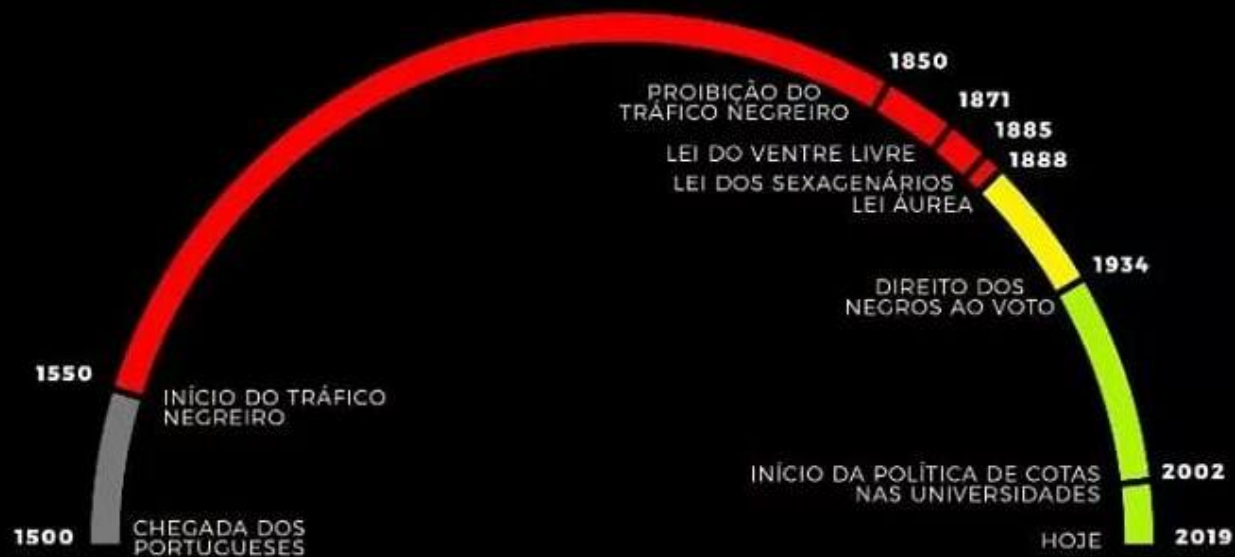 1850
PROIBIÇÃO DO
TRÁFICO NEGREIRO
1871
LEI DO VENTRE LIVRE
1885
LEI DOS SEXAGENÁRIOS
1888
LEI ÁUREA
1934
DIREITO DOS
NEGROS AO VOTO
1550
INÍCIO DO TRÁFICO
NEGREIRO
INÍCIO DA POLÍTICA DE COTAS
NAS UNIVERSIDADES
2002
1500
CHEGADA DOS
PORTUGUESES
HOJE
2019